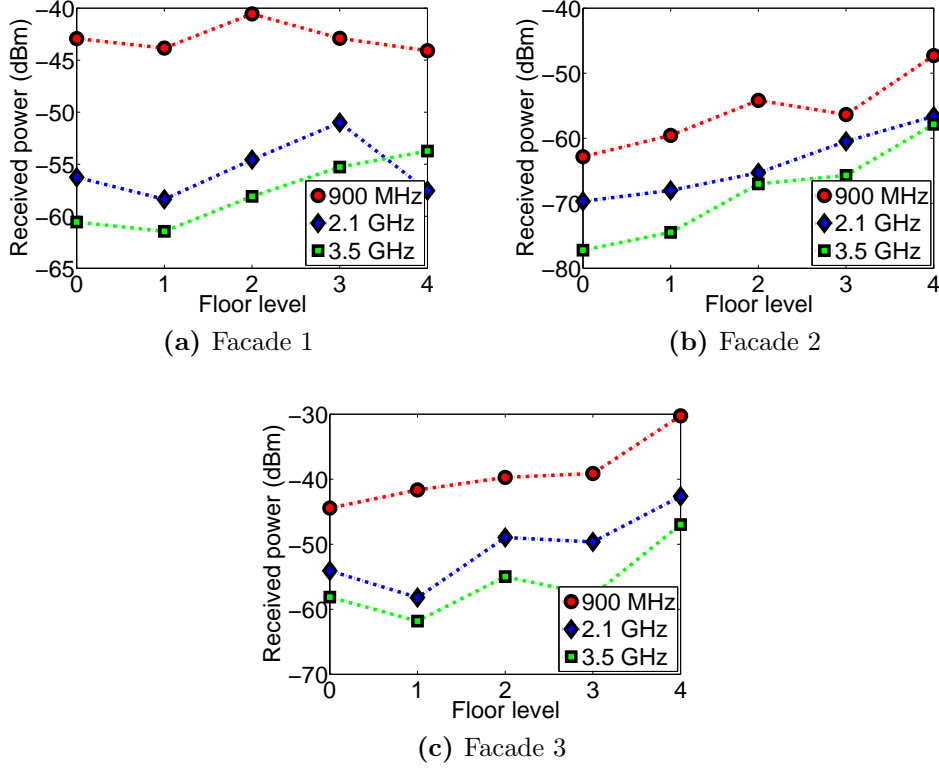 −40
−45
−50
−55
−60
−65
Received power (dBm)
0 1 2 3 4
Floor level
900 MHz
2.1 GHz
3.5 GHz
(a) Facade 1
−40
−50
−60
−70
−80
Received power (dBm)
0 1 2 3 4
Floor level
900 MHz
2.1 GHz
3.5 GHz
(b) Facade 2
−30
−40
−50
−60
−70
Received power (dBm)
0 1 2 3 4
Floor level
900 MHz
2.1 GHz
3.5 GHz
(c) Facade 3